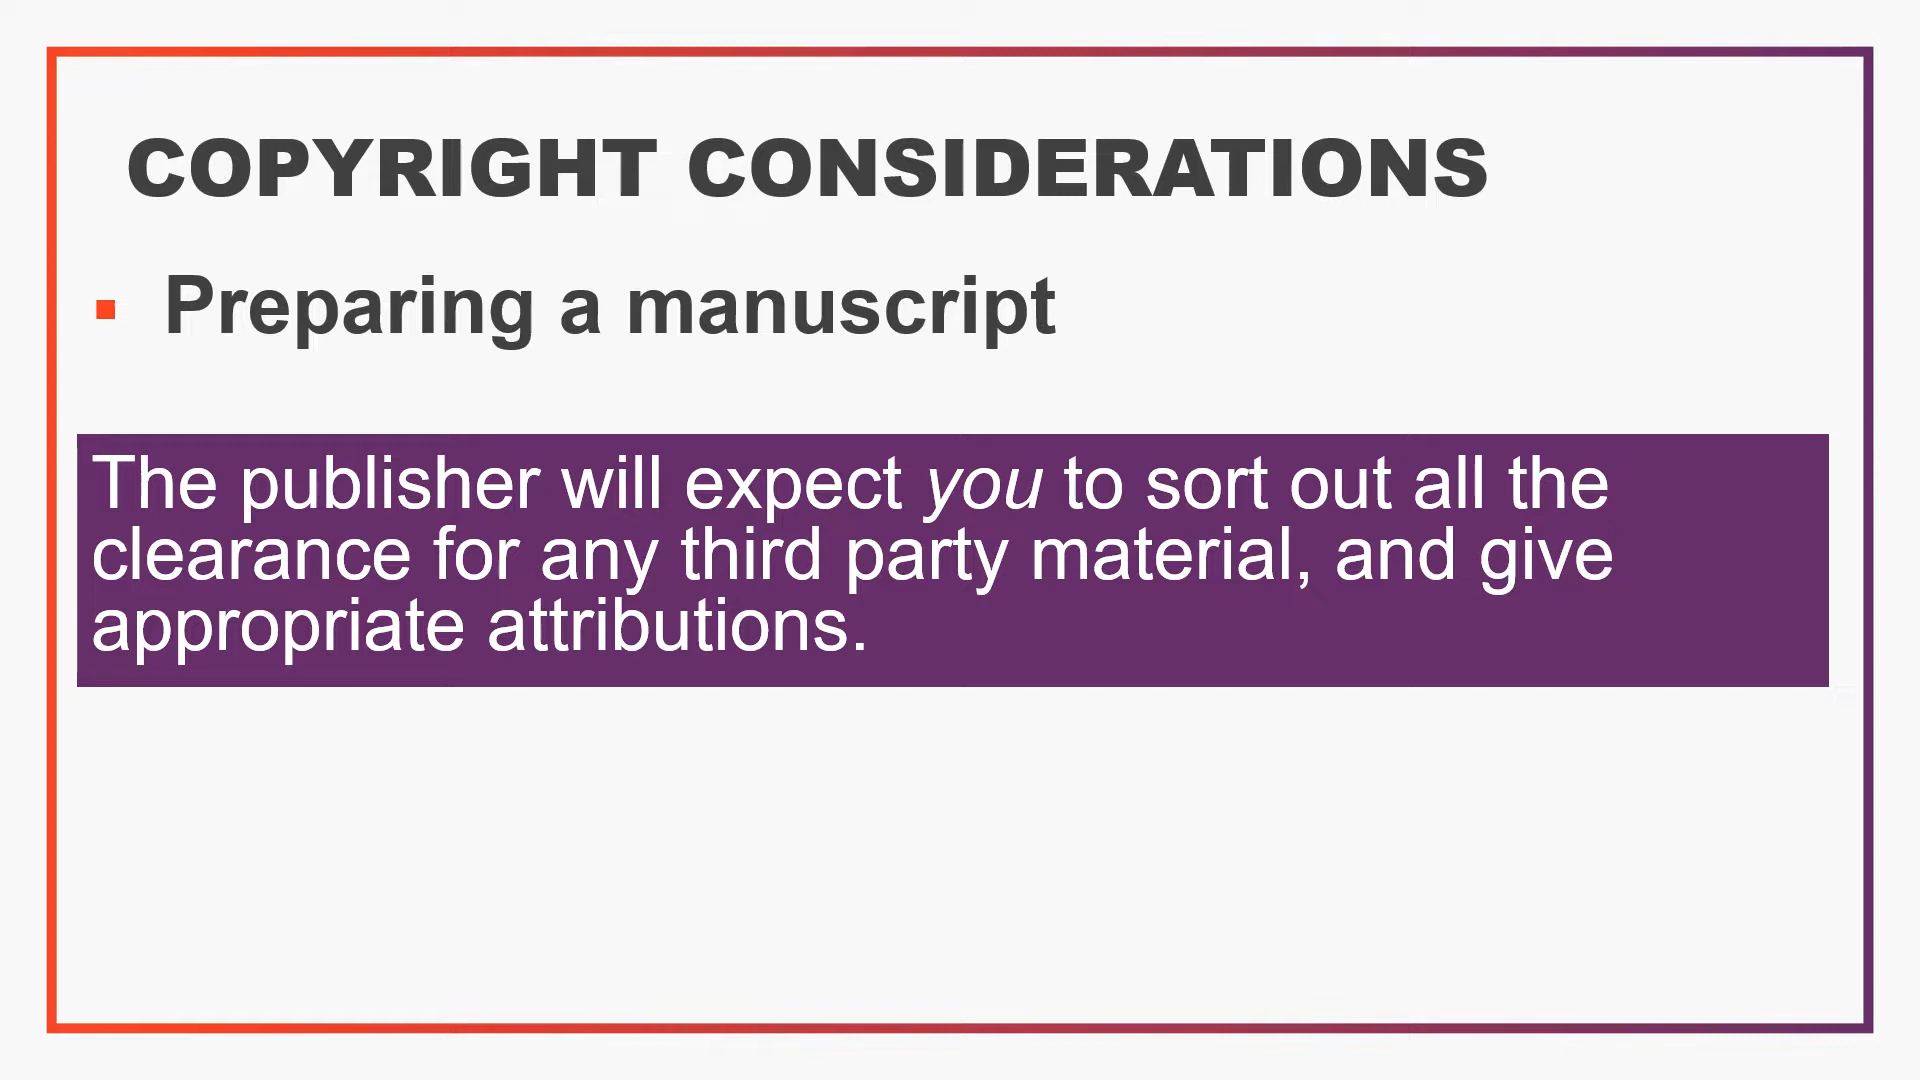 COPYRIGHT CONSIDERATIONS
Preparing a manuscript
The publisher will expect you to sort out all the
clearance for any third party material, and give
appropriate attributions.